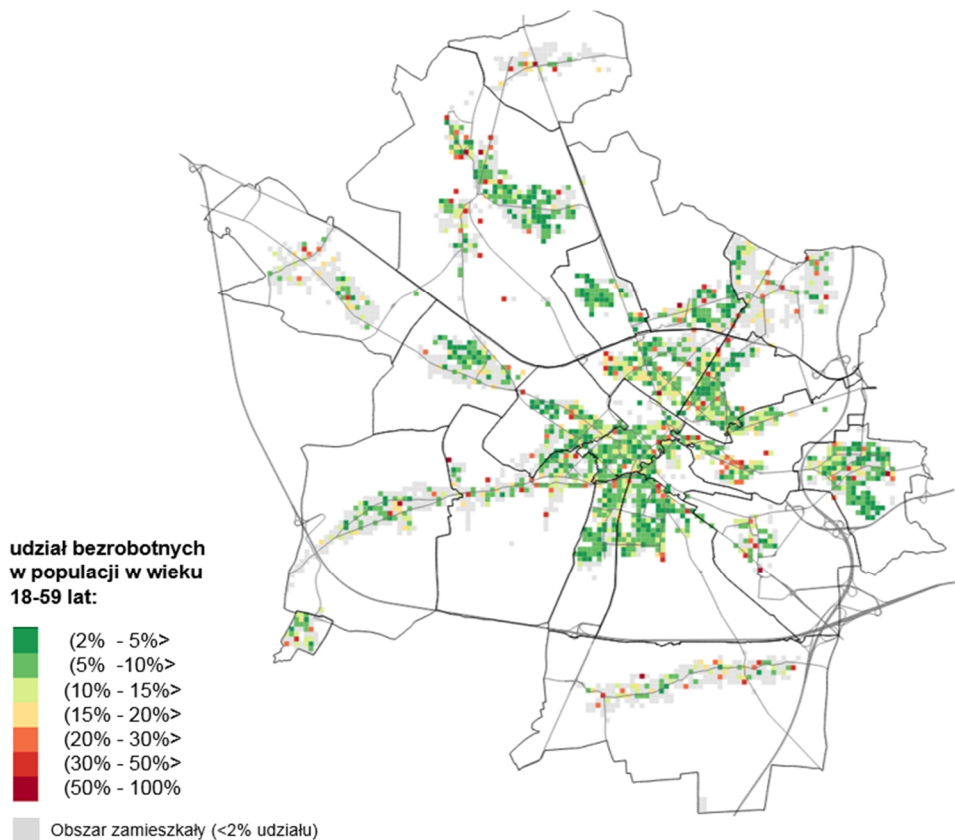 udział bezrobotnych
w populacji w wieku
18-59 lat:
(2% - 5%>
(5% -10%>
(10% - 15%>
(15% - 20%>
(20% - 30%>
(30% - 50%>
(50% - 100%
Obszar zamieszkały (<2% udziału)